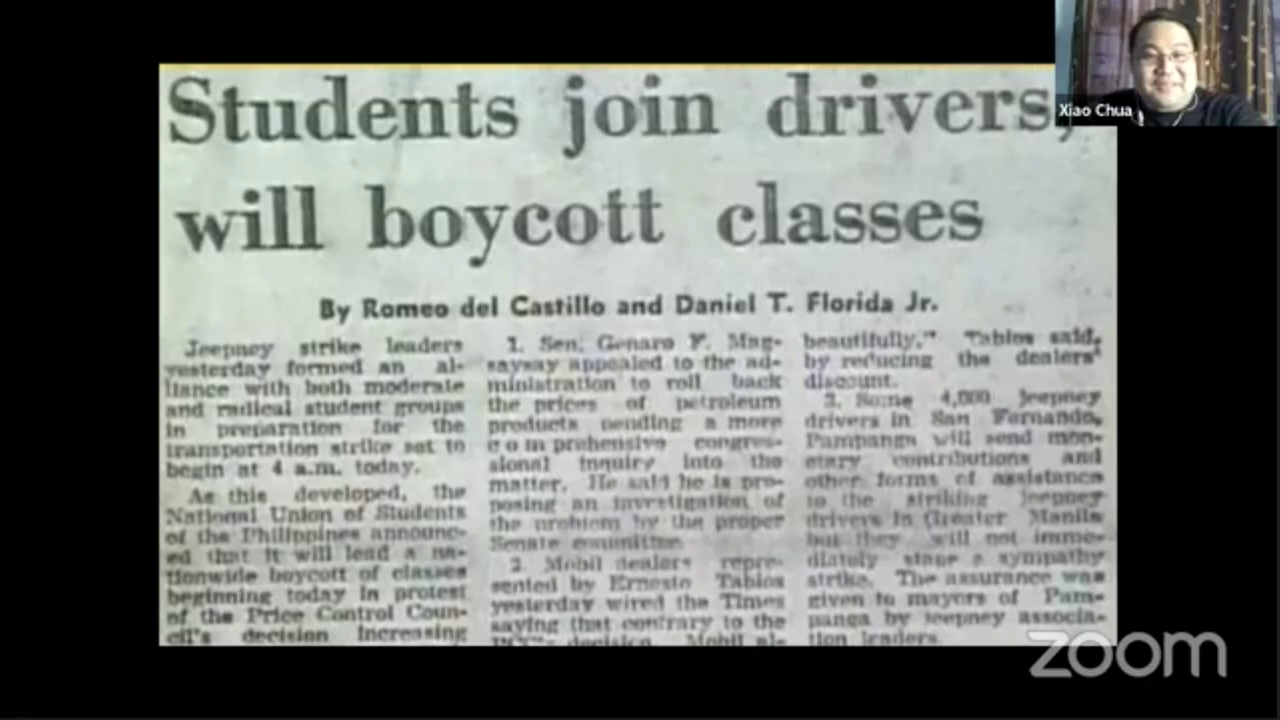 Students join drivers,
will boycott classes
By Romeo del Castillo and Daniel T. Florida Jr.
Jeepney strike leaders
yesterday formed an al-
liance with both moderate
and radical student groups
in preparation for the
transportation strike set to
begin at 4 a.m. today.
As this developed, the
National Union of Students
of the Philippines announc-
ed that it will lead a na-
tionwide boycott of classes
beginning today in protest
of the Price Control Coun-
cil's decision increasing
1. Sen. Genaro F. Mag-
saysay appealed to the ad-
ministration to roll back
the prices of petroleum
products pending a more
comprehensive congres-
sional inquiry into the
matter. He said he is pro-
posing an investigation of
the problem by the proper
Senate committee.
2. Mobil dealers repre-
sented by Ernesto Tablos
yesterday wired the Times
saying that contrary to the
decision, Mobil al-
beautifully," Tablos said,
by reducing the dealers'
discount.
3. Some 4,000 jeepney
drivers in San Fernando,
Pampanga will send mon-
etary contributions and
other forms of assistance
to the striking jeepney
drivers in Greater Manila
but they will not imme-
diately stage a sympathy
strike. The assurance was
given to mayors of Pam-
panga by jeepney associa-
tion leaders.
Xiao Chua
zoom